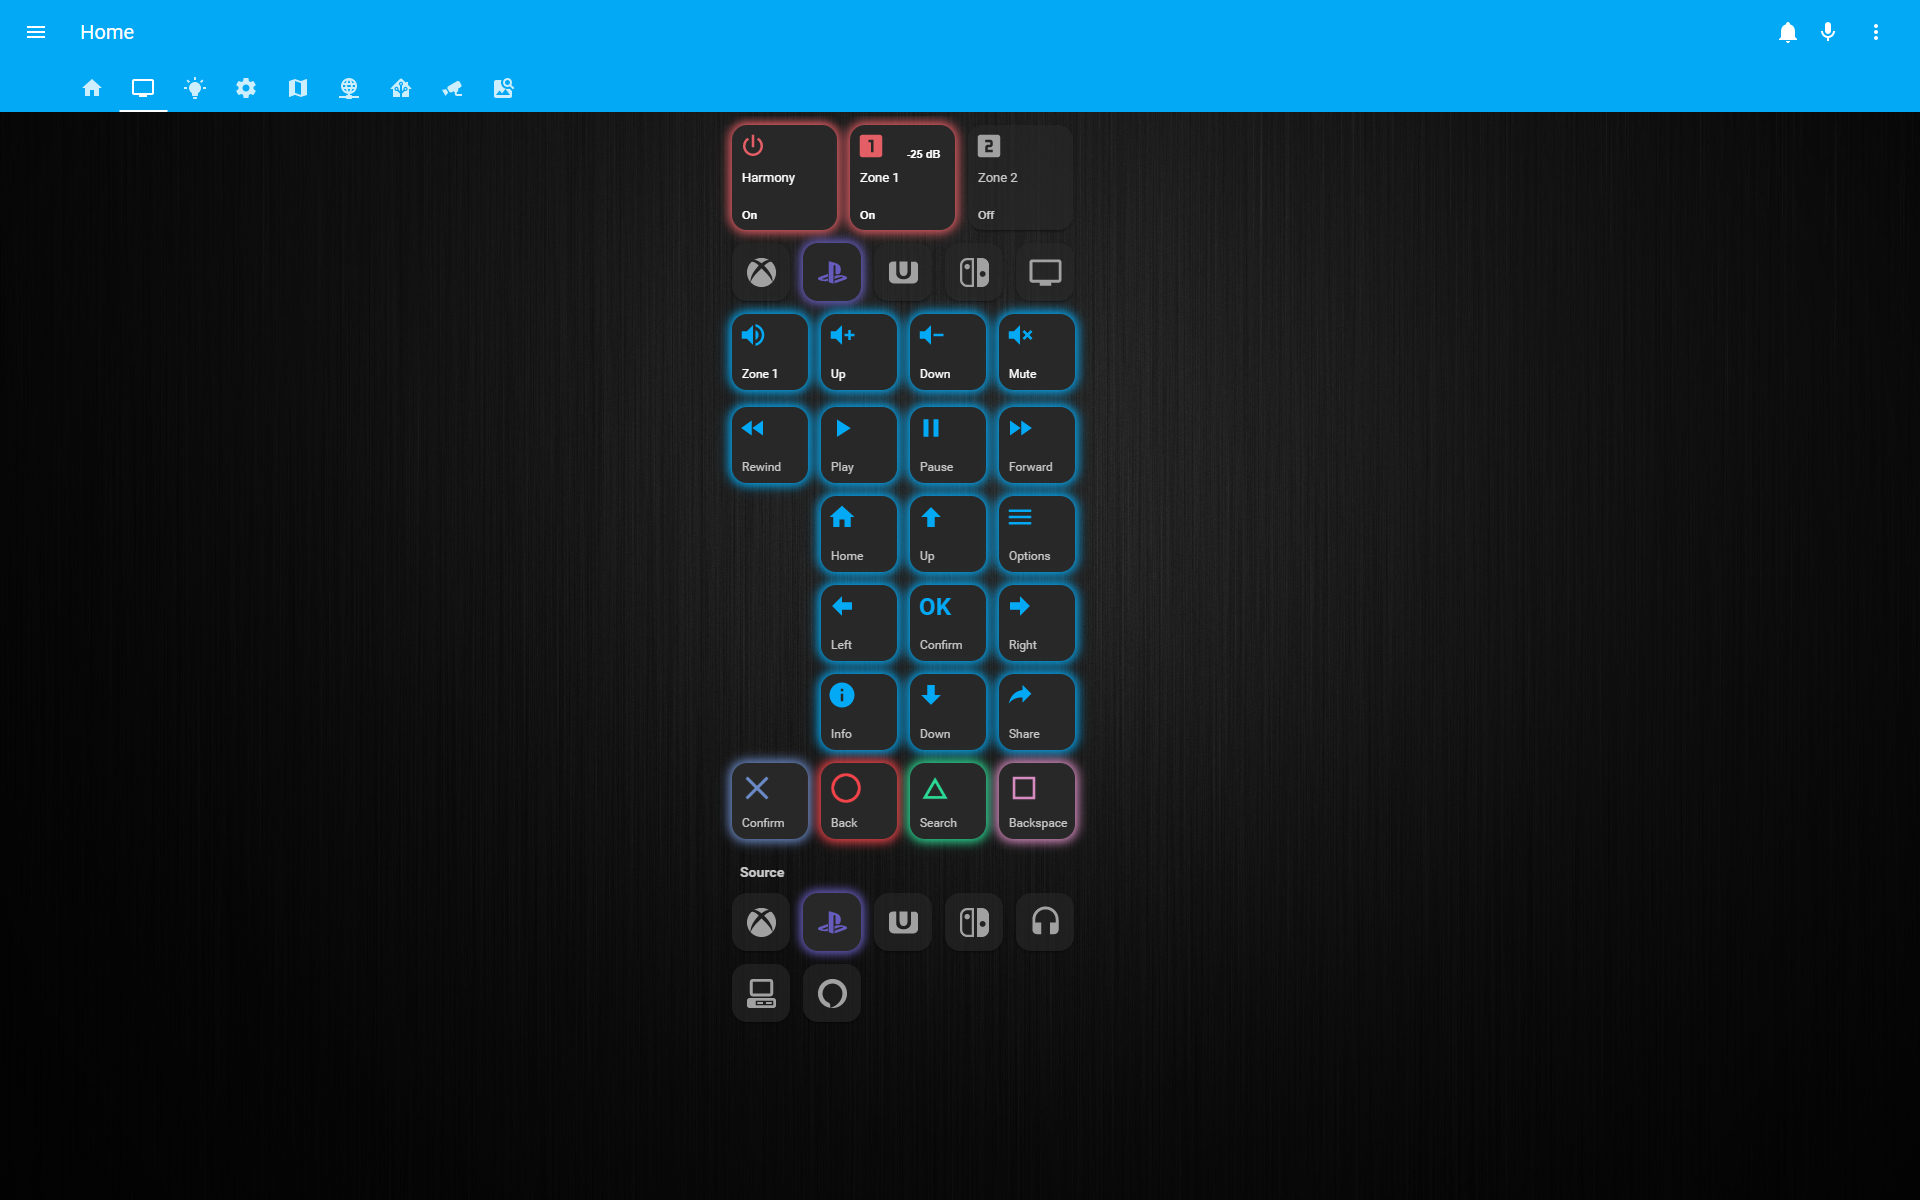 Home
1 -25 dB 2
Harmony Zone 1 Zone 2
On On Off
U
Zone 1 Up Down Mute
Rewind Play Pause Forward
Home Up Options
OK
Left Confirm Right
Info Down Share
Confirm Back Search Backspace
Source
U